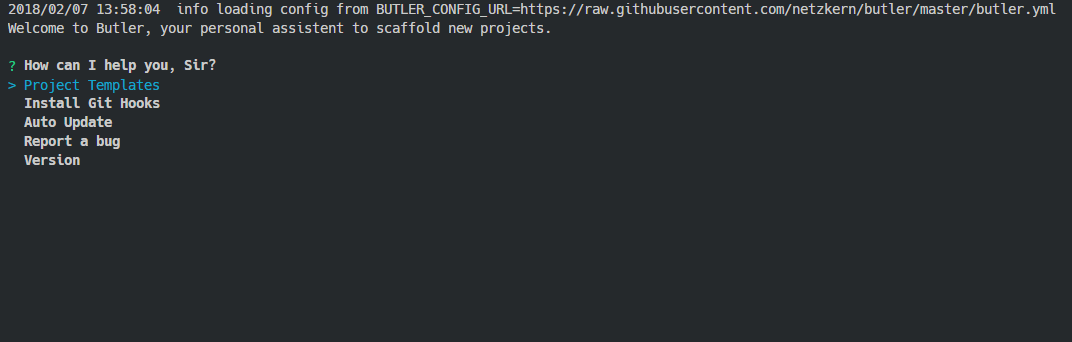 2018/02/07 13:58:04  info loading config from BUTLER_CONFIG_URL=https://raw.githubusercontent.com/netzkern/butler/master/butler.yml
Welcome to Butler, your personal assistent to scaffold new projects.
? How can I help you, Sir?
> Project Templates
Install Git Hooks
Auto Update
Report a bug
Version